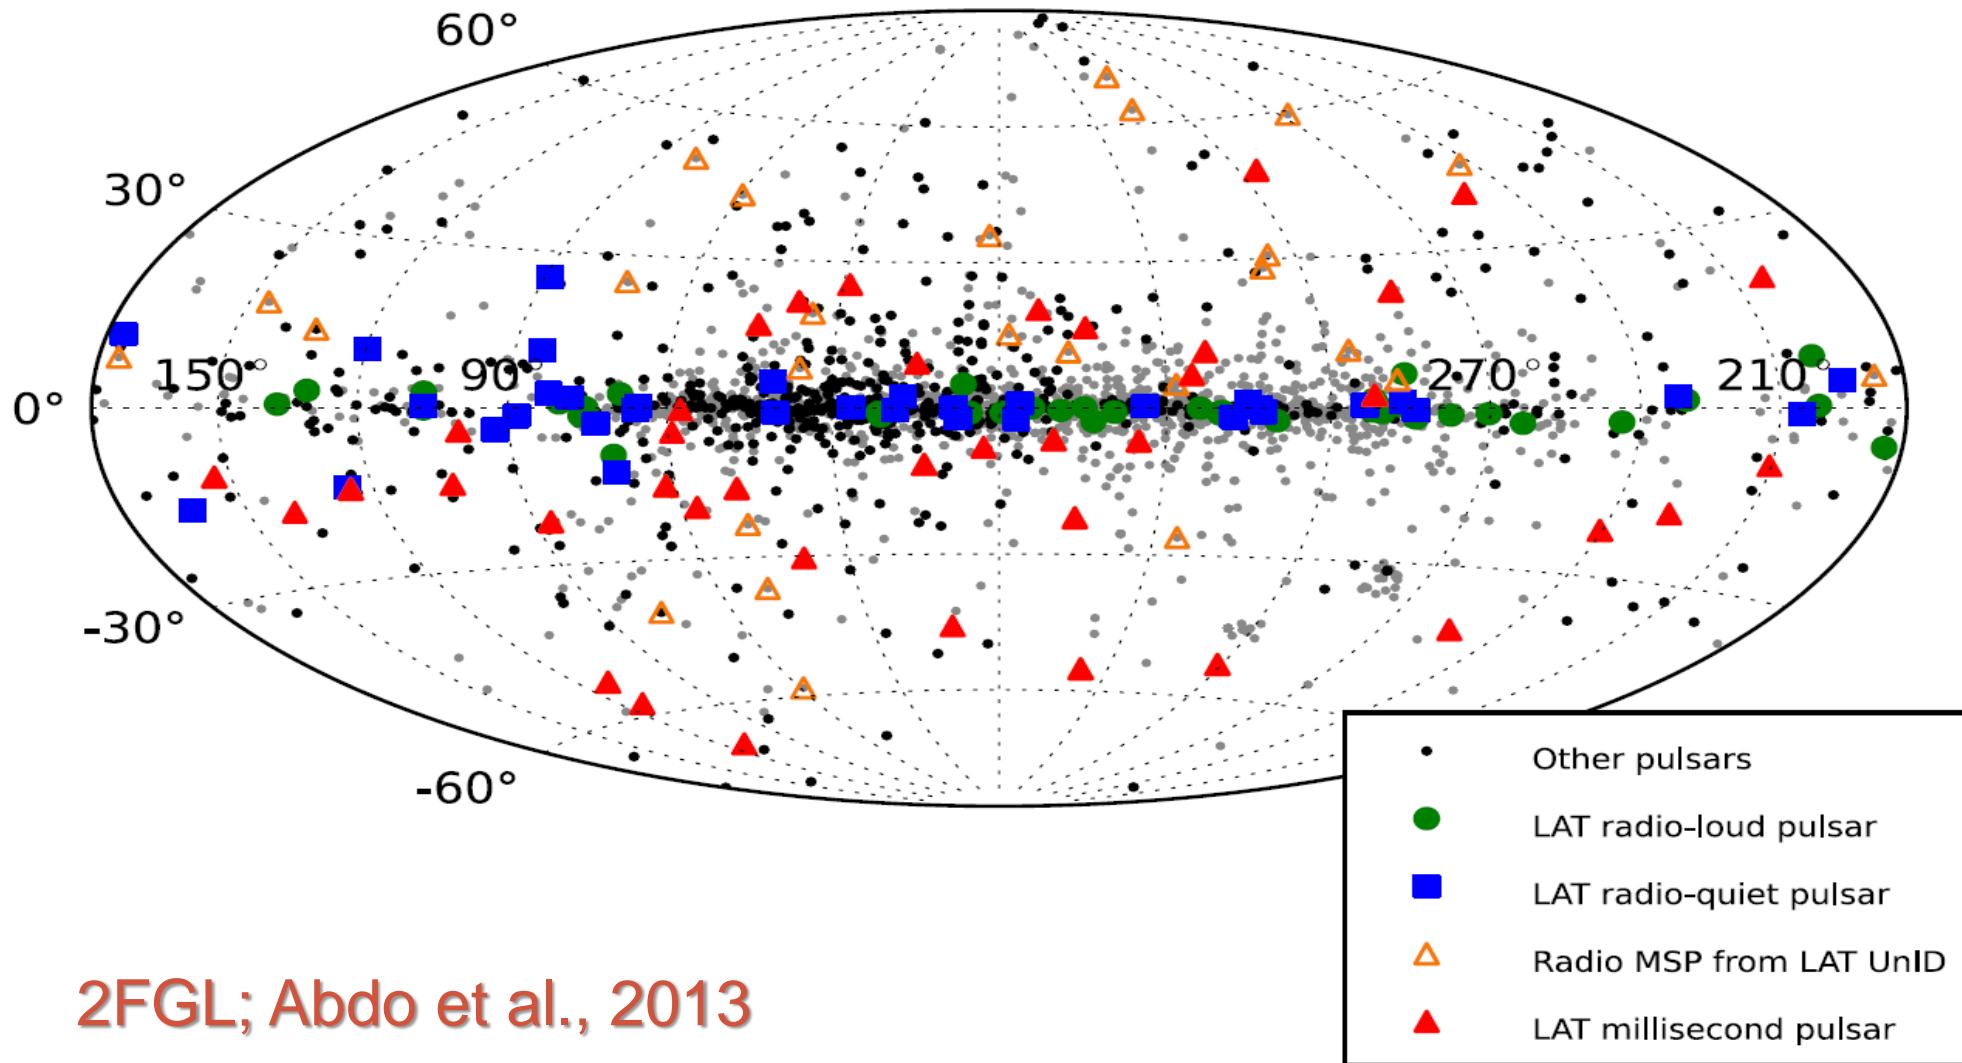 60°
30°
150°
90°
270°
210°
0°
-30°
-60°
Other pulsars
LAT radio-loud pulsar
LAT radio-quiet pulsar
Radio MSP from LAT UnID
LAT millisecond pulsar
2FGL; Abdo et al., 2013